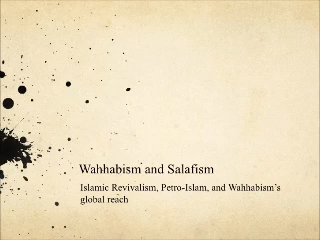 Wahhabism and Salafism
Islamic Revivalism, Petro-Islam, and Wahhabism's
global reach